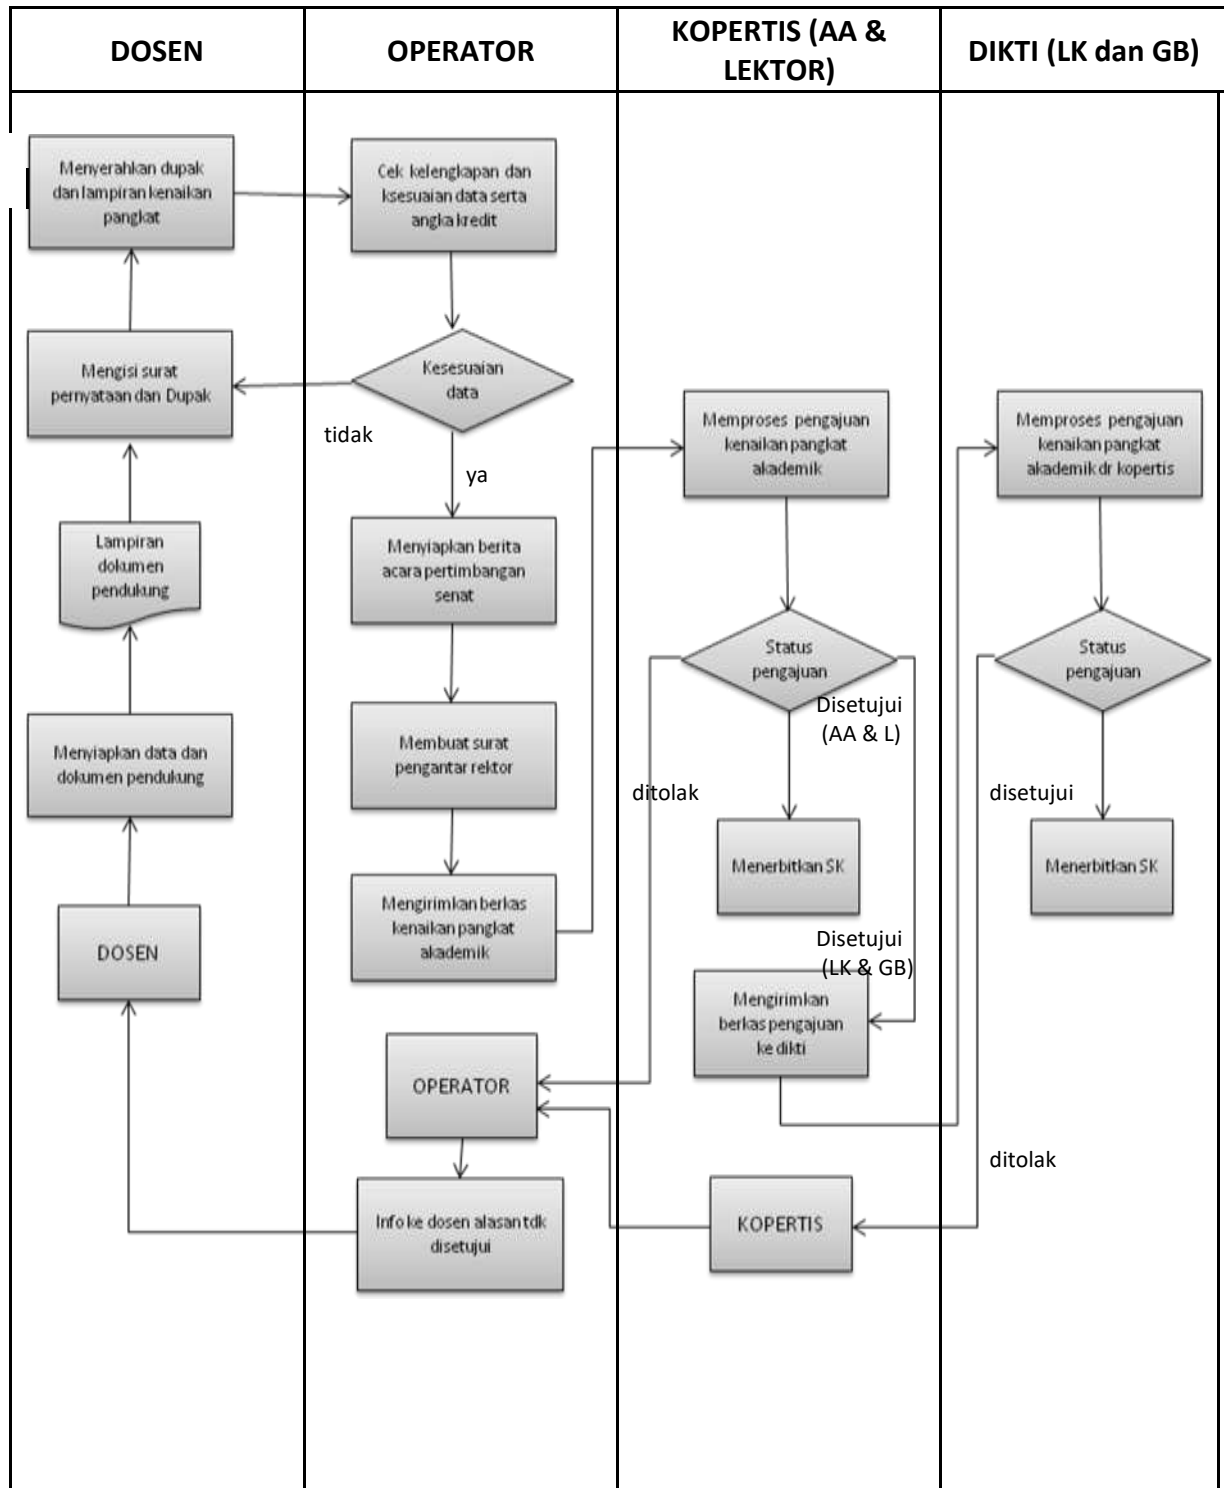 DOSEN
OPERATOR
KOPERTIS (AA &
LEKTOR)
DIKTI (LK dan GB)
Menyerahkan dupak
dan lampiran kenaikan
pangkat
Mengisi surat
pernyataan dan Dupak
Lampiran
dokumen
pendukung
Menyiapkan data dan
dokumen pendukung
DOSEN
Cek kelengkapan dan
ksesuaian data serta
angka kredit
Kesesuaian
data
tidak
ya
Menyiapkan berita
acara pertimbangan
senat
Membuat surat
pengantar rektor
Mengirimkan berkas
kenaikan pangkat
akademik
OPERATOR
Info ke dosen alasan tdk
disetujui
Memproses pengajuan
kenaikan pangkat
akademik
Status
pengajuan
Disetujui
(AA & L)
ditolak
Menerbitkan SK
Disetujui
(LK & GB)
Mengirimkan
berkas pengajuan
ke dikti
KOPERTIS
Memproses pengajuan
kenaikan pangkat
akademik dr kopertis
Status
pengajuan
disetujui
Menerbitkan SK
ditolak